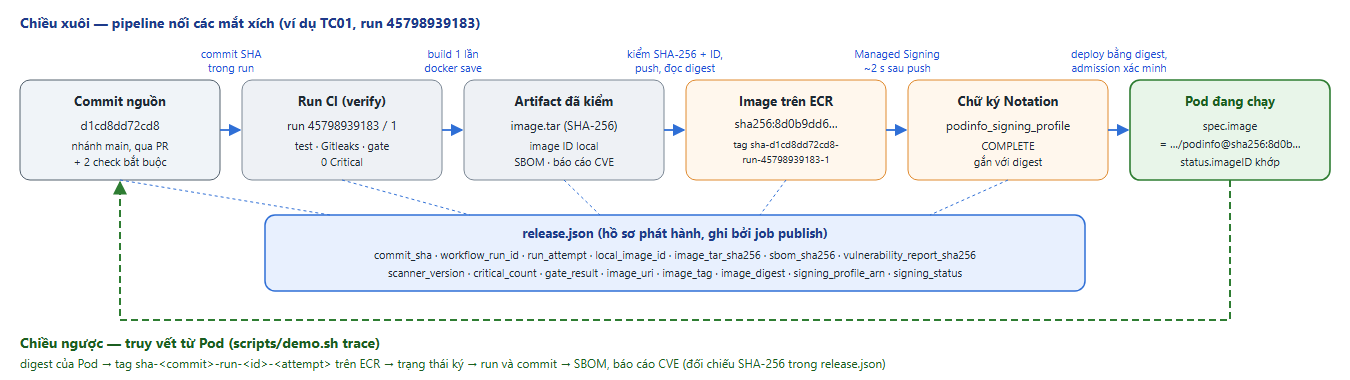 Chiều xuôi — pipeline nối các mắt xích (ví dụ TC01, run 45798939183)
commit SHA
trong run
build 1 lần
docker save
kiểm SHA-256 + ID,
push, đọc digest
Managed Signing
~2 s sau push
deploy bằng digest,
admission xác minh
Commit nguồn
d1cd8dd72cd8
nhánh main, qua PR
+ 2 check bắt buộc
Run CI (verify)
run 45798939183 / 1
test · Gitleaks · gate
0 Critical
Artifact đã kiểm
image.tar (SHA-256)
image ID local
SBOM · báo cáo CVE
Image trên ECR
sha256:8d0b9dd6...
tag sha-d1cd8dd72cd8-
run-45798939183-1
Chữ ký Notation
podinfo_signing_profile
COMPLETE
gắn với digest
Pod đang chạy
spec.image
= .../podinfo@sha256:8d0b...
status.imageID khớp
release.json (hồ sơ phát hành, ghi bởi job publish)
commit_sha · workflow_run_id · run_attempt · local_image_id · image_tar_sha256 · sbom_sha256 · vulnerability_report_sha256
scanner_version · critical_count · gate_result · image_uri · image_tag · image_digest · signing_profile_arn · signing_status
Chiều ngược — truy vết từ Pod (scripts/demo.sh trace)
digest của Pod → tag sha-<commit>-run-<id>-<attempt> trên ECR → trạng thái ký → run và commit → SBOM, báo cáo CVE (đối chiếu SHA-256 trong release.json)